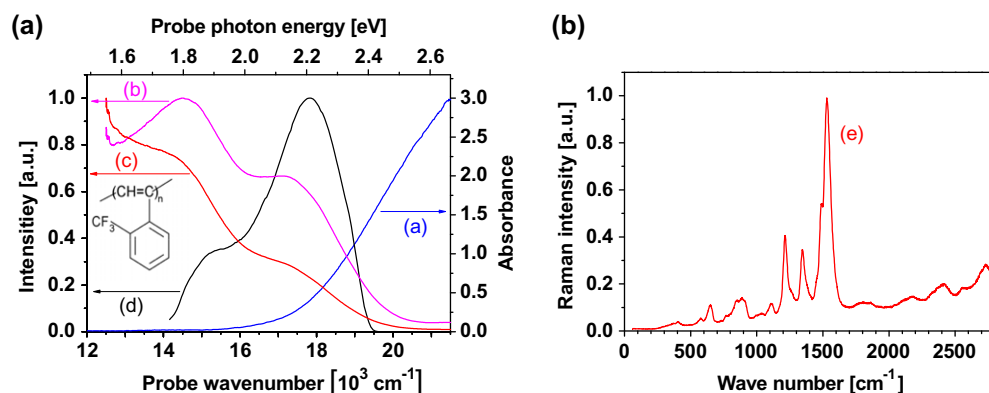 (a)
Probe photon energy [eV]
1.6 1.8 2.0 2.2 2.4 2.6
Intensitiey [a.u.]
1.0
0.8
0.6
0.4
0.2
0.0
(b)
(c)
(CH=C)n
CF3
(d)
(a)
3.0
2.5
2.0
1.5
1.0
0.5
0.0
Absorbance
12 14 16 18 20
Probe wavenumber [10³ cm⁻¹]
(b)
Raman intensity [a.u.]
1.0
0.8
0.6
0.4
0.2
0.0
(e)
0 500 1000 1500 2000 2500
Wave number [cm⁻¹]